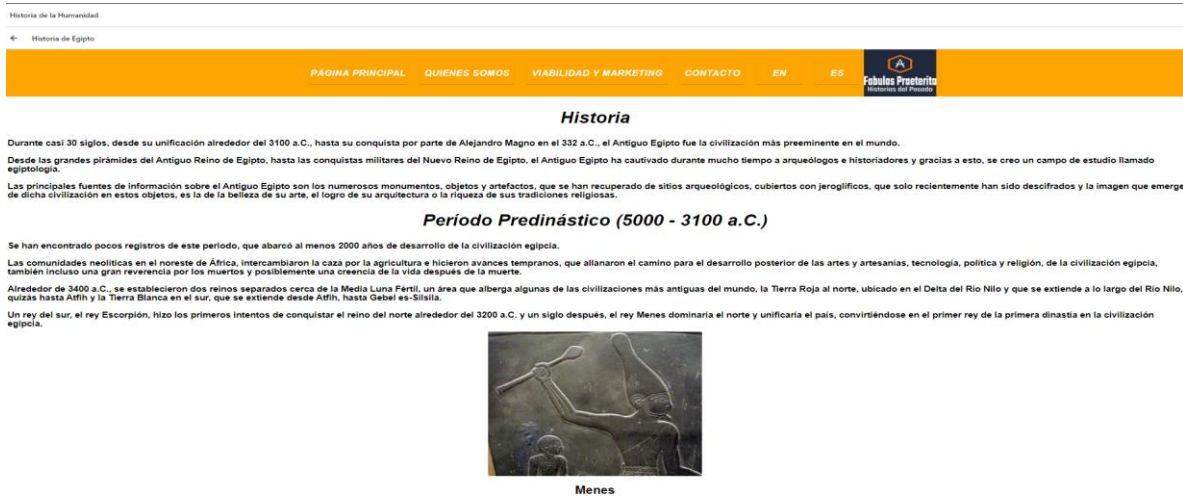 Historia de la Humanidad
← Historia de Egipto
PÁGINA PRINCIPAL QUIENES SOMOS VIABILIDAD Y MARKETING CONTACTO EN ES
Fabulas Praeterita
Historias del Pasado
Historia
Durante casi 30 siglos, desde su unificación alrededor del 3100 a.C., hasta su conquista por parte de Alejandro Magno en el 332 a.C., el Antiguo Egipto fue la civilización más preeminente en el mundo.
Desde las grandes pirámides del Antiguo Reino de Egipto, hasta las conquistas militares del Nuevo Reino de Egipto, el Antiguo Egipto ha cautivado durante mucho tiempo a arqueólogos e historiadores y gracias a esto, se creo un campo de estudio llamado
egiptología.
Las principales fuentes de información sobre el Antiguo Egipto son los numerosos monumentos, objetos y artefactos, que se han recuperado de sitios arqueológicos, cubiertos con jeroglíficos, que solo recientemente han sido descifrados y la imagen que emerge
de dicha civilización en estos objetos, es la de la belleza de su arte, el logro de su arquitectura o la riqueza de sus tradiciones religiosas.
Período Predinástico (5000 - 3100 a.C.)
Se han encontrado pocos registros de este periodo, que abarcó al menos 2000 años de desarrollo de la civilización egipcia.
Las comunidades neolíticas en el noreste de África, intercambiaron la caza por la agricultura e hicieron avances tempranos, que allanaron el camino para el desarrollo posterior de las artes y artesanías, tecnología, política y religión, de la civilización egipcia,
también incluso una gran reverencia por los muertos y posiblemente una creencia de la vida después de la muerte.
Alrededor de 3400 a.C., se establecieron dos reinos separados cerca de la Media Luna Fértil, un área que alberga algunas de las civilizaciones más antiguas del mundo, la Tierra Roja al norte, ubicado en el Delta del Río Nilo y que se extiende a lo largo del Río Nilo,
quizás hasta Atfih y la Tierra Blanca en el sur, que se extiende desde Atfih, hasta Gebel es-Silsila.
Un rey del sur, el rey Escorpión, hizo los primeros intentos de conquistar el reino del norte alrededor del 3200 a.C. y un siglo después, el rey Menes dominaría el norte y unificaría el país, convirtiéndose en el primer rey de la primera dinastía en la civilización
egipcia.
Menes